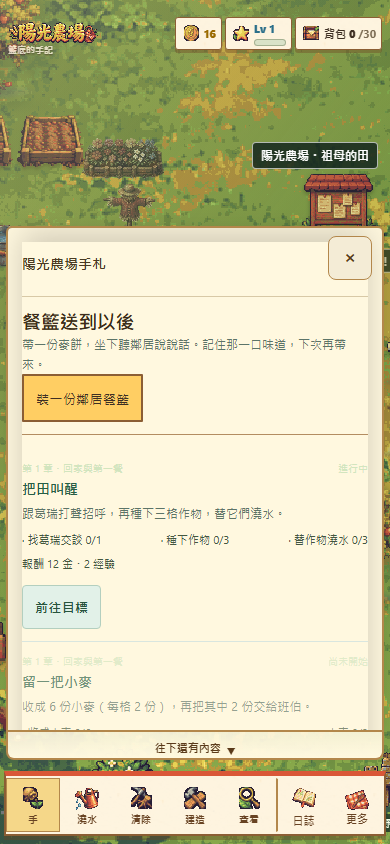 陽光農場
籃底的手記
16
Lv 1
背包 0 /30
陽光農場・祖母的田
陽光農場手札
×
餐籃送到以後
帶一份麥餅，坐下聽鄰居說說話。記住那一口味道，下次再帶
來。
裝一份鄰居餐籃
第 1 章・回家與第一餐
進行中
把田叫醒
跟葛瑞打聲招呼，再種下三格作物，替它們澆水。
· 找葛瑞交談 0/1
· 種下作物 0/3
· 替作物澆水 0/3
報酬 12 金・2 經驗
前往目標
第 1 章・回家與第一餐
尚未開始
留一把小麥
收成 6 份小麥（每格 2 份），再把其中 2 份交給班伯。
往下還有內容 ▼
手
澆水
清除
建造
查看
日誌
更多